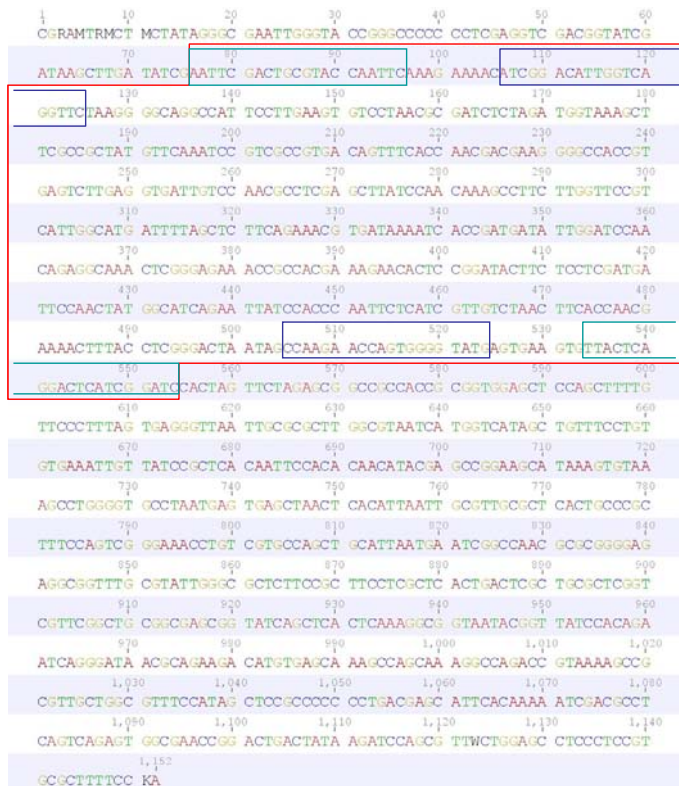 1 10 20 30 40 50 60
CGRAMTRMCT MCTATAGGGC GAATTGGGTA CCGGGCCCCC CCTCGAGGTC GACGGTATCG
70 80 90 100 110 120
ATAAGCTTGA TATCGAATTC GACTGCGTAC CAATTCAAAG AAAACATCGG ACATTGGTCA
130 140 150 160 170 180
GGTTCTAAGG GGCAGGCCAT TCCTTGAAGT GTCCTAACGC GATCTCTAGA TGGTAAAGCT
190 200 210 220 230 240
TCGCCGCTAT GTTCAAATCC GTCGCCGTGA CAGTTTCACC AACGACGAAG GGGCCACCGT
250 260 270 280 290 300
GAGTCTTGAG GTGATTGTCC AACGCCTCGA GCTTATCCAA CAAAGCCTTC TTGGTTCCGT
310 320 330 340 350 360
CATTGGCATG ATTTTAGCTC TTCAGAAACG TGATAAAATC ACCGATGATA TTGGATCCAA
370 380 390 400 410 420
CAGAGGCAAA CTCGGGAGAA ACCGCCACGA AAGAACACTC CGGATACTTC TCCTCGATGA
430 440 450 460 470 480
TTCCAACTAT GGCATCAGAA TTATCCACCC AATTCTCATC GTTGTCTAAC TTCACCAACG
490 500 510 520 530 540
AAAACTTTAC CTCGGGACTA ATAGCCAAGA ACCAGTGGGG TATGAGTGAA GTGTTACTCA
550 560 570 580 590 600
GGACTCATCG GATCCACTAG TTCTAGAGCG GCCGCCACCG CGGTGGAGCT CCAGCTTTTG
610 620 630 640 650 660
TTCCCTTTAG TGAGGGTTAA TTGCGCGCTT GGCGTAATCA TGGTCATAGC TGTTTCCTGT
670 680 690 700 710 720
GTGAAATTGT TATCCGCTCA CAATTCCACA CAACATACGA GCCGGAAGCA TAAAGTGTAA
730 740 750 760 770 780
AGCCTGGGGT GCCTAATGAG TGAGCTAACT CACATTAATT GCGTTGCGCT CACTGCCCGC
790 800 810 820 830 840
TTTCCAGTCG GGAAACCTGT CGTGCCAGCT GCATTAATGA ATCGGCCAAC GCGCGGGGAG
850 860 870 880 890 900
AGGCGGTTTG CGTATTGGGC GCTCTTCCGC TTCCTCGCTC ACTGACTCGC TGCGCTCGGT
910 920 930 940 950 960
CGTTCGGCTG CGGCGAGCGG TATCAGCTCA CTCAAAGGCG GTAATACGGT TATCCACAGA
970 980 990 1,000 1,010 1,020
ATCAGGGATA ACGCAGAAGA CATGTGAGCA AAGCCAGCAA AGGCCAGACC GTAAAAGCCG
1,030 1,040 1,050 1,060 1,070 1,080
CGTTGCTGGC GTTTCCATAG CTCCGCCCCC CCTGACGAGC ATTCACAAAA ATCGACGCCT
1,090 1,100 1,110 1,120 1,130 1,140
CAGTCAGAGT GGCGAACCGG ACTGACTATA AGATCCAGCG TTWCTGGAGC CTCCCTCCGT
1,152
GCGCTTTTCC KA